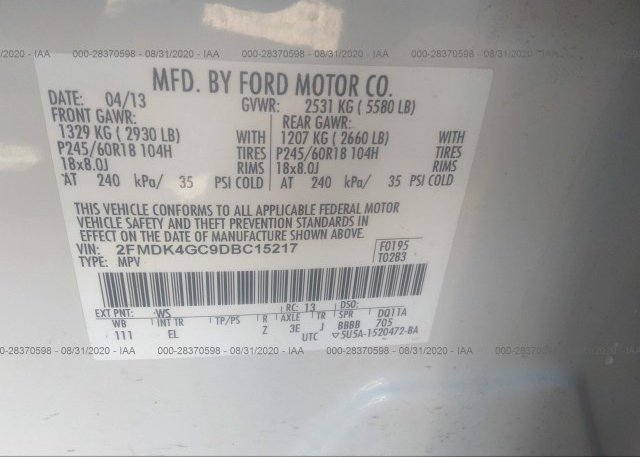 000-28370598 - 08/31/2020 - IAA 000-28370598 - 08/31/2020 - IAA 000-28370598 - 08/31/2020 - IAA
MFD. BY FORD MOTOR CO.
DATE: 04/13 GVWR: 2531 KG ( 5580 LB)
FRONT GAWR: REAR GAWR:
1329 KG ( 2930 LB) WITH 1207 KG ( 2660 LB) WITH
P245/60R18 104H TIRES P245/60R18 104H TIRES
18x8.0J RIMS 18x8.0J RIMS
AT 240 kPa/ 35 PSI COLD AT 240 kPa/ 35 PSI COLD
THIS VEHICLE CONFORMS TO ALL APPLICABLE FEDERAL MOTOR
VEHICLE SAFETY AND THEFT PREVENTION STANDARDS IN
EFFECT ON THE DATE OF MANUFACTURE SHOWN ABOVE.
VIN: 2FMDK4GC9DBC15217 F0195
TYPE: MPV T0283
EXT PNT: WS RC: 13 DSO:
WB INT TR TP/PS R AXLE TR SPR DQ11A
111 EL Z 3E J BBBB 705
UTC 5U5A-1520472-BA
000-28370598 - 08/31/2020 - IAA 000-28370598 - 08/31/2020 - IAA 000-28370598 - 08/31/2020 - IAA